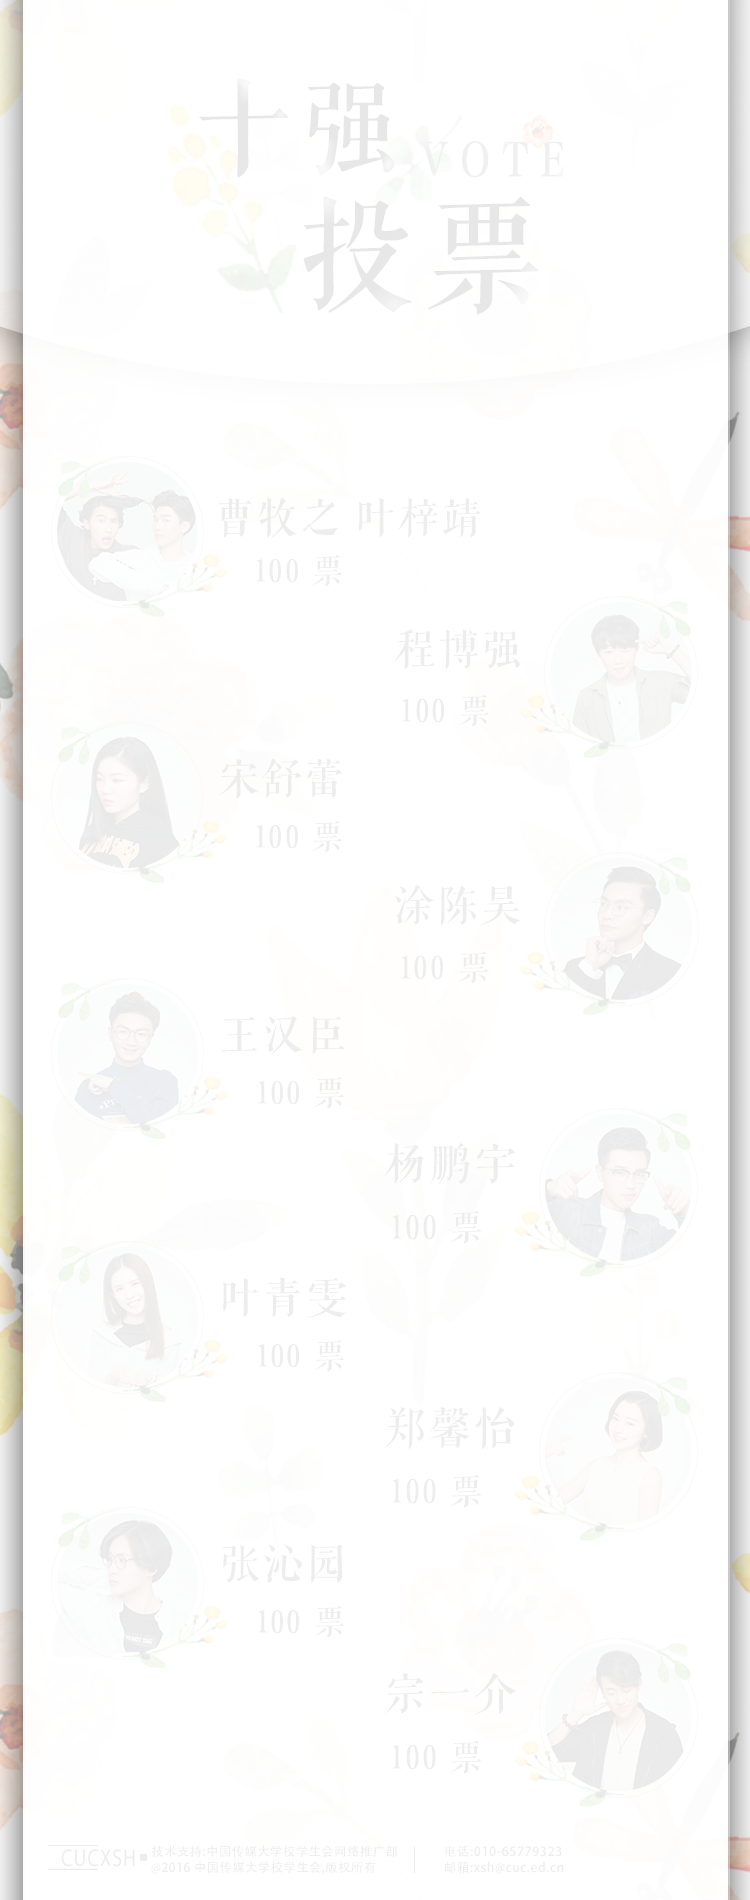 十强
VOTE
投票
曹牧之 叶梓靖
100 票
程博强
100 票
宋舒蕾
100 票
涂陈昊
100 票
王汉臣
100 票
杨鹏宇
100 票
叶青雯
100 票
郑馨怡
100 票
张沁园
100 票
宗一介
100 票
CUCXSH
技术支持:中国传媒大学校学生会网络推广部
@2016 中国传媒大学校学生会,版权所有
电话:010-65779323
邮箱:xsh@cuc.ed.cn